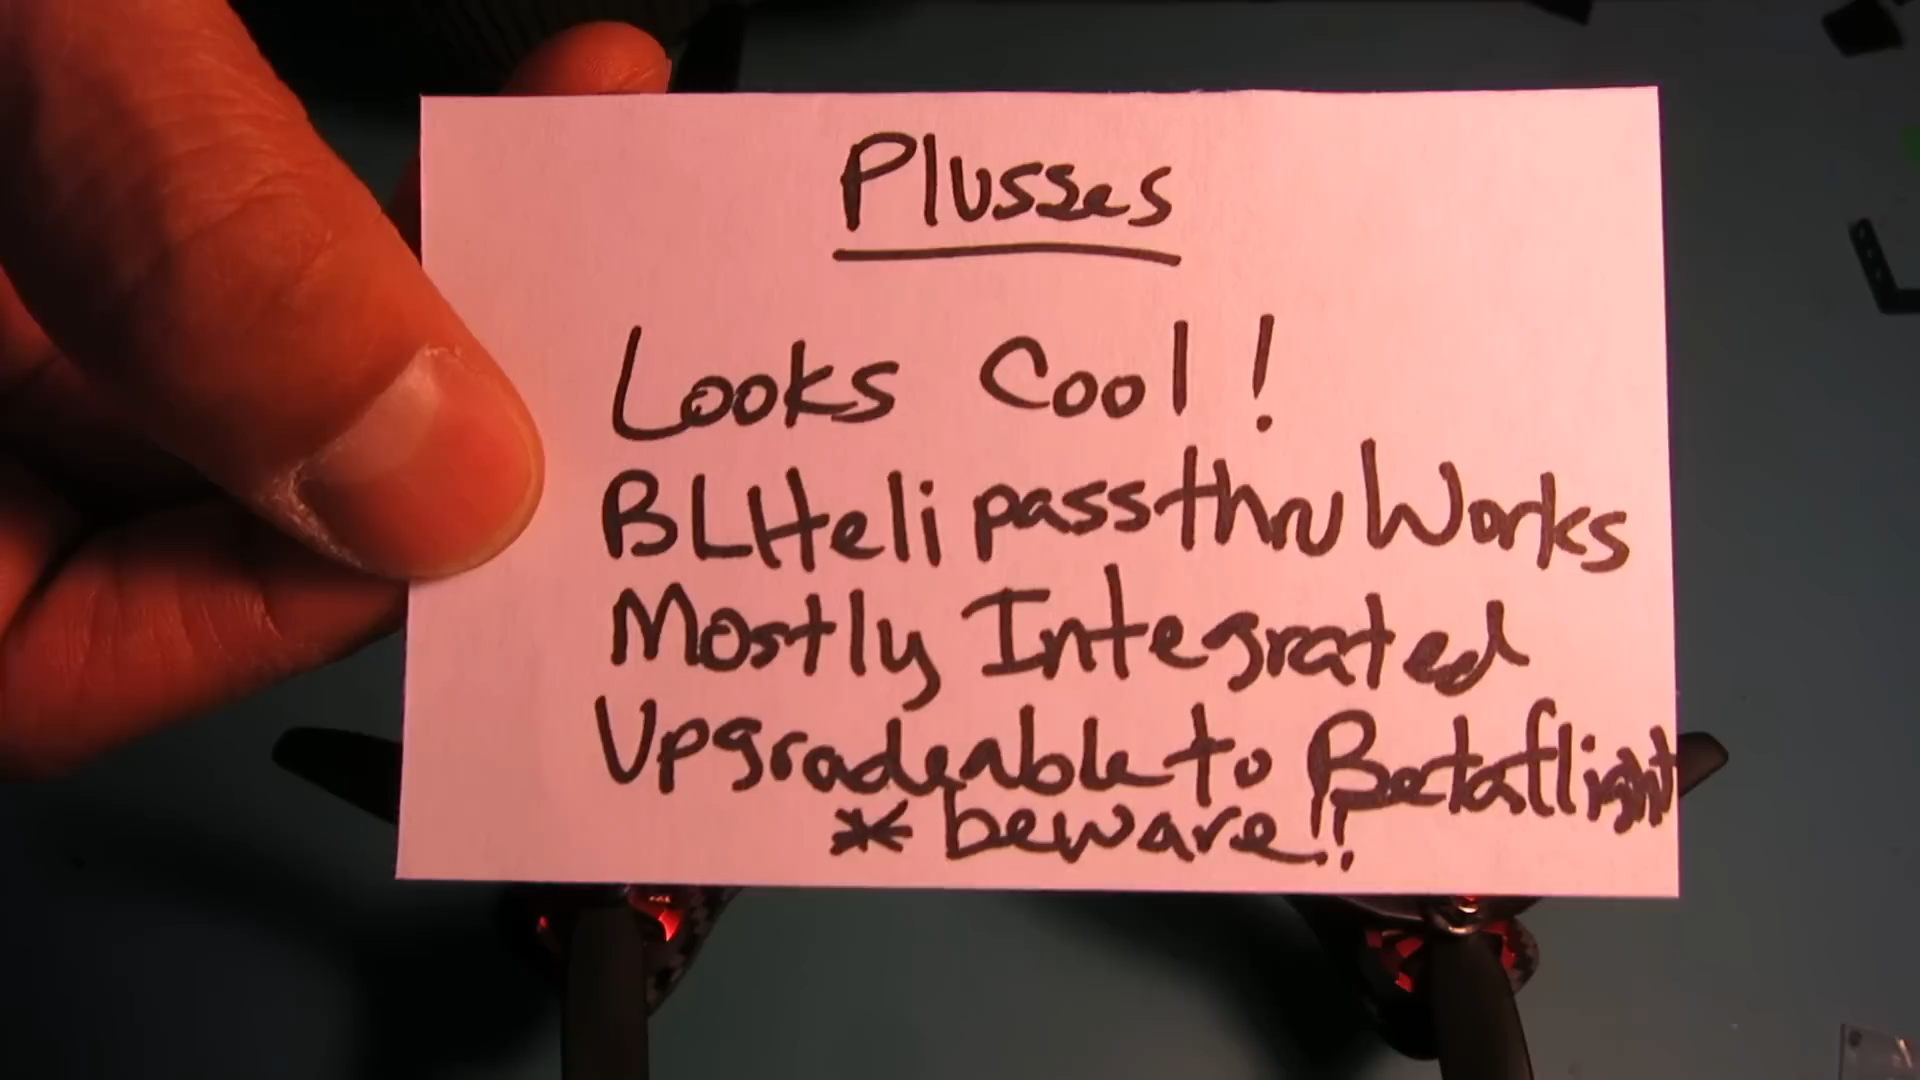 Plusses
Looks Cool!
BLHeli passthru Works
Mostly Integrated
Upgradeable to Betaflight
* beware!!